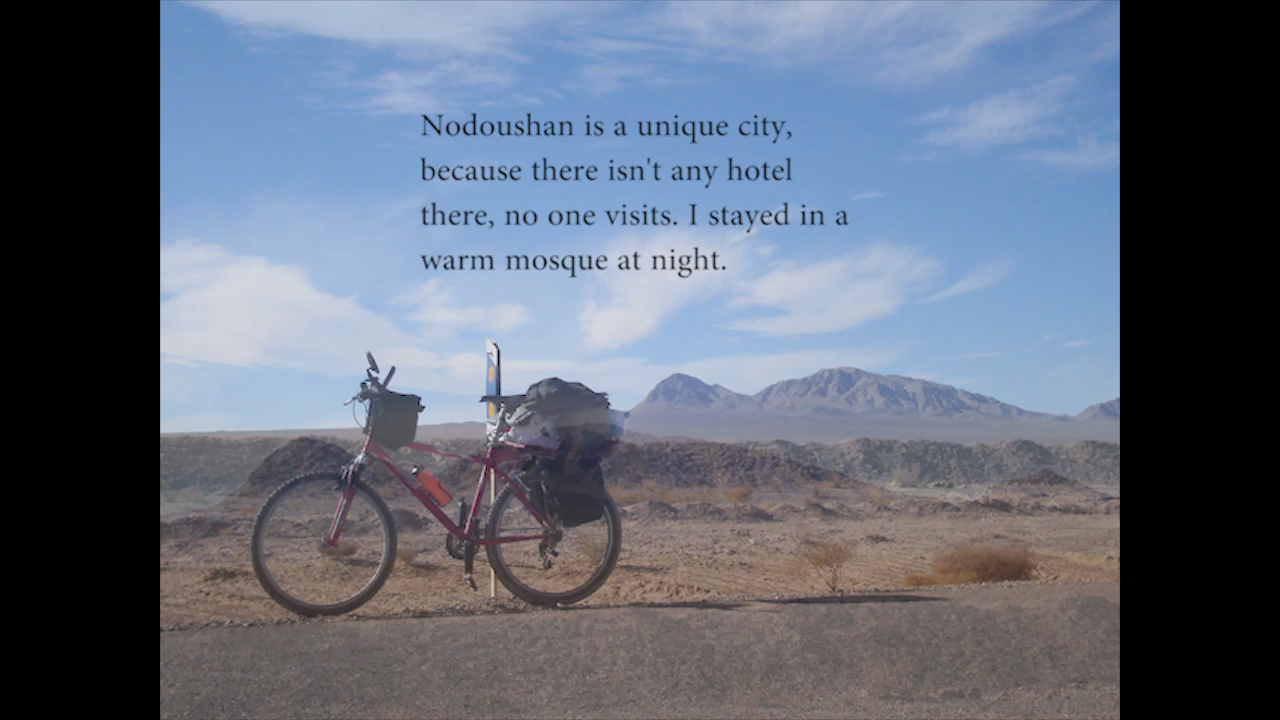 Nodoushan is a unique city,
because there isn't any hotel
there, no one visits. I stayed in a
warm mosque at night.